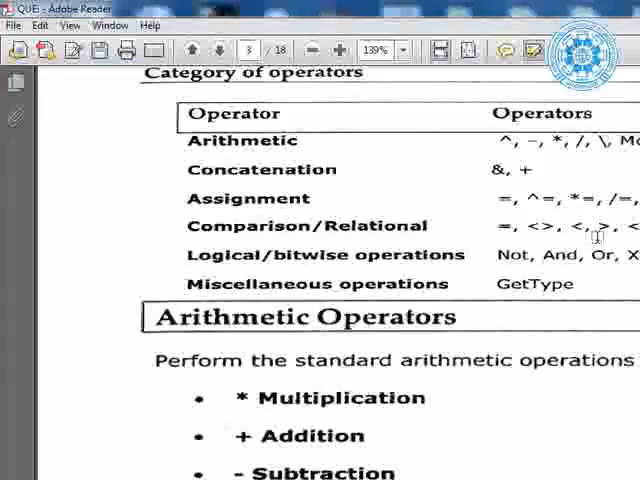 QUEI - Adobe Reader
File Edit View Window Help
3 / 18 139%
Category of operators
Operator Operators
Arithmetic ^, -, *, /, \, Mo
Concatenation &, +
Assignment =, ^=, *=, /=,
Comparison/Relational =, <>, <, >, <
Logical/bitwise operations Not, And, Or, X
Miscellaneous operations GetType
Arithmetic Operators
Perform the standard arithmetic operations
• * Multiplication
• + Addition
• - Subtraction